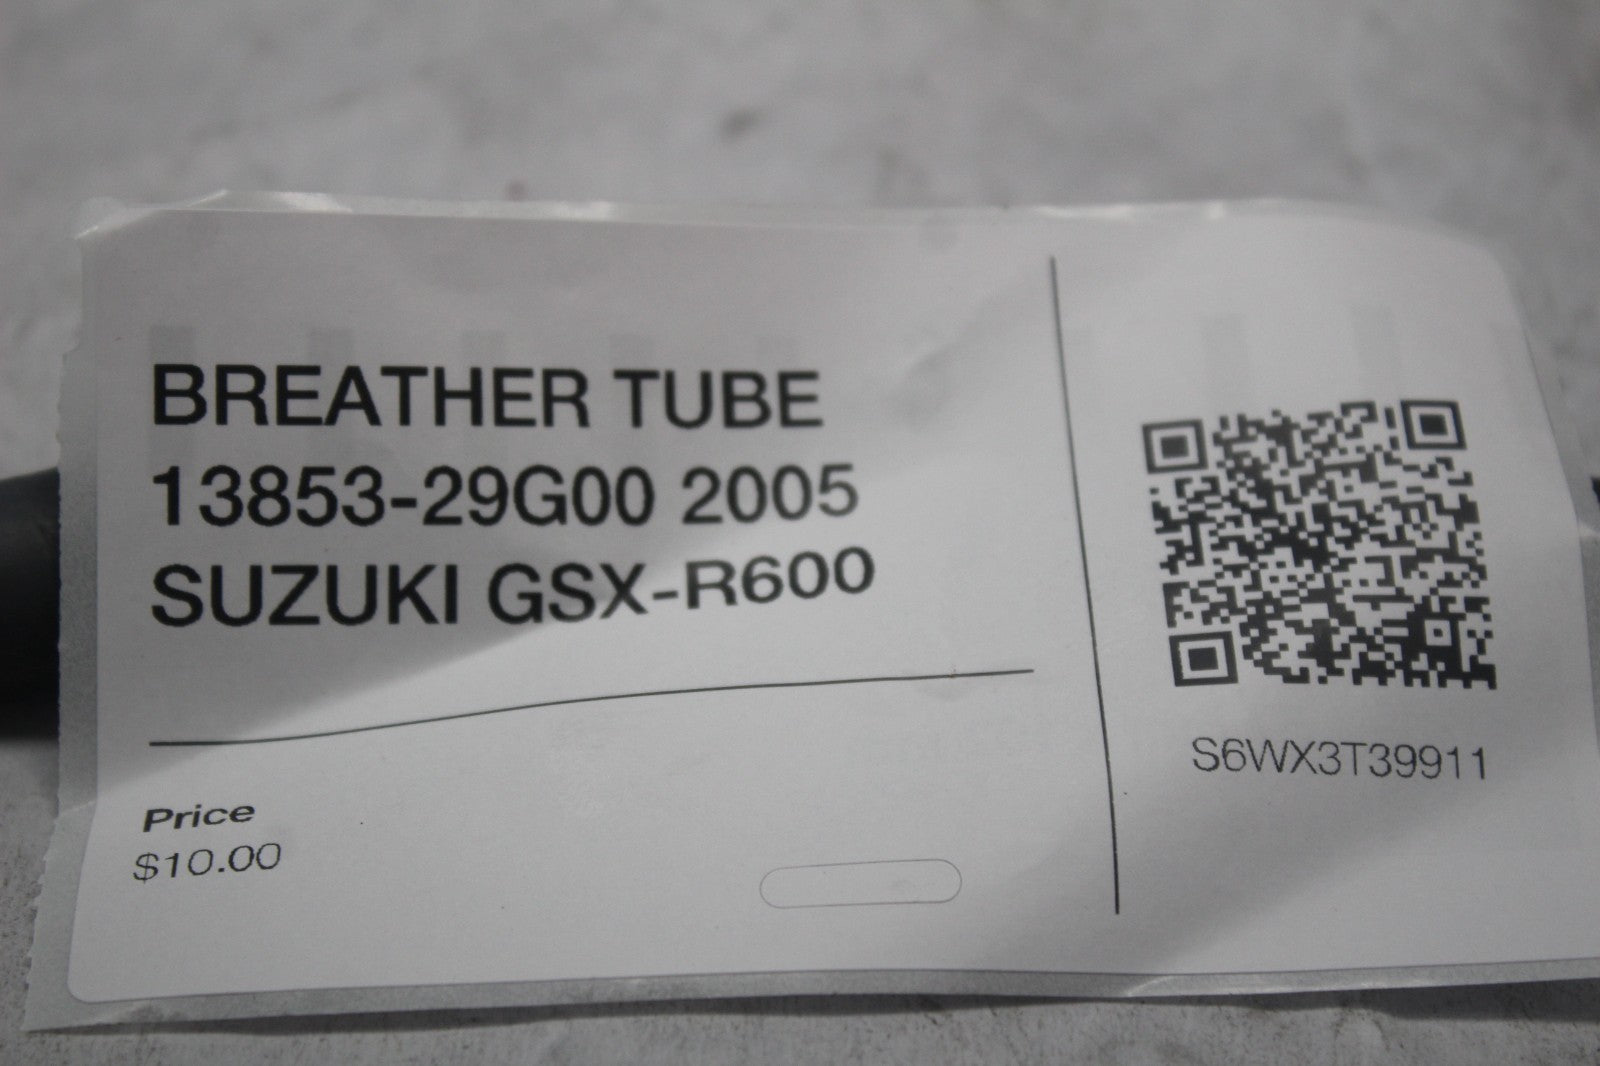 BREATHER TUBE
13853-29G00 2005
SUZUKI GSX-R600
Price
$10.00
S6WX3T39911